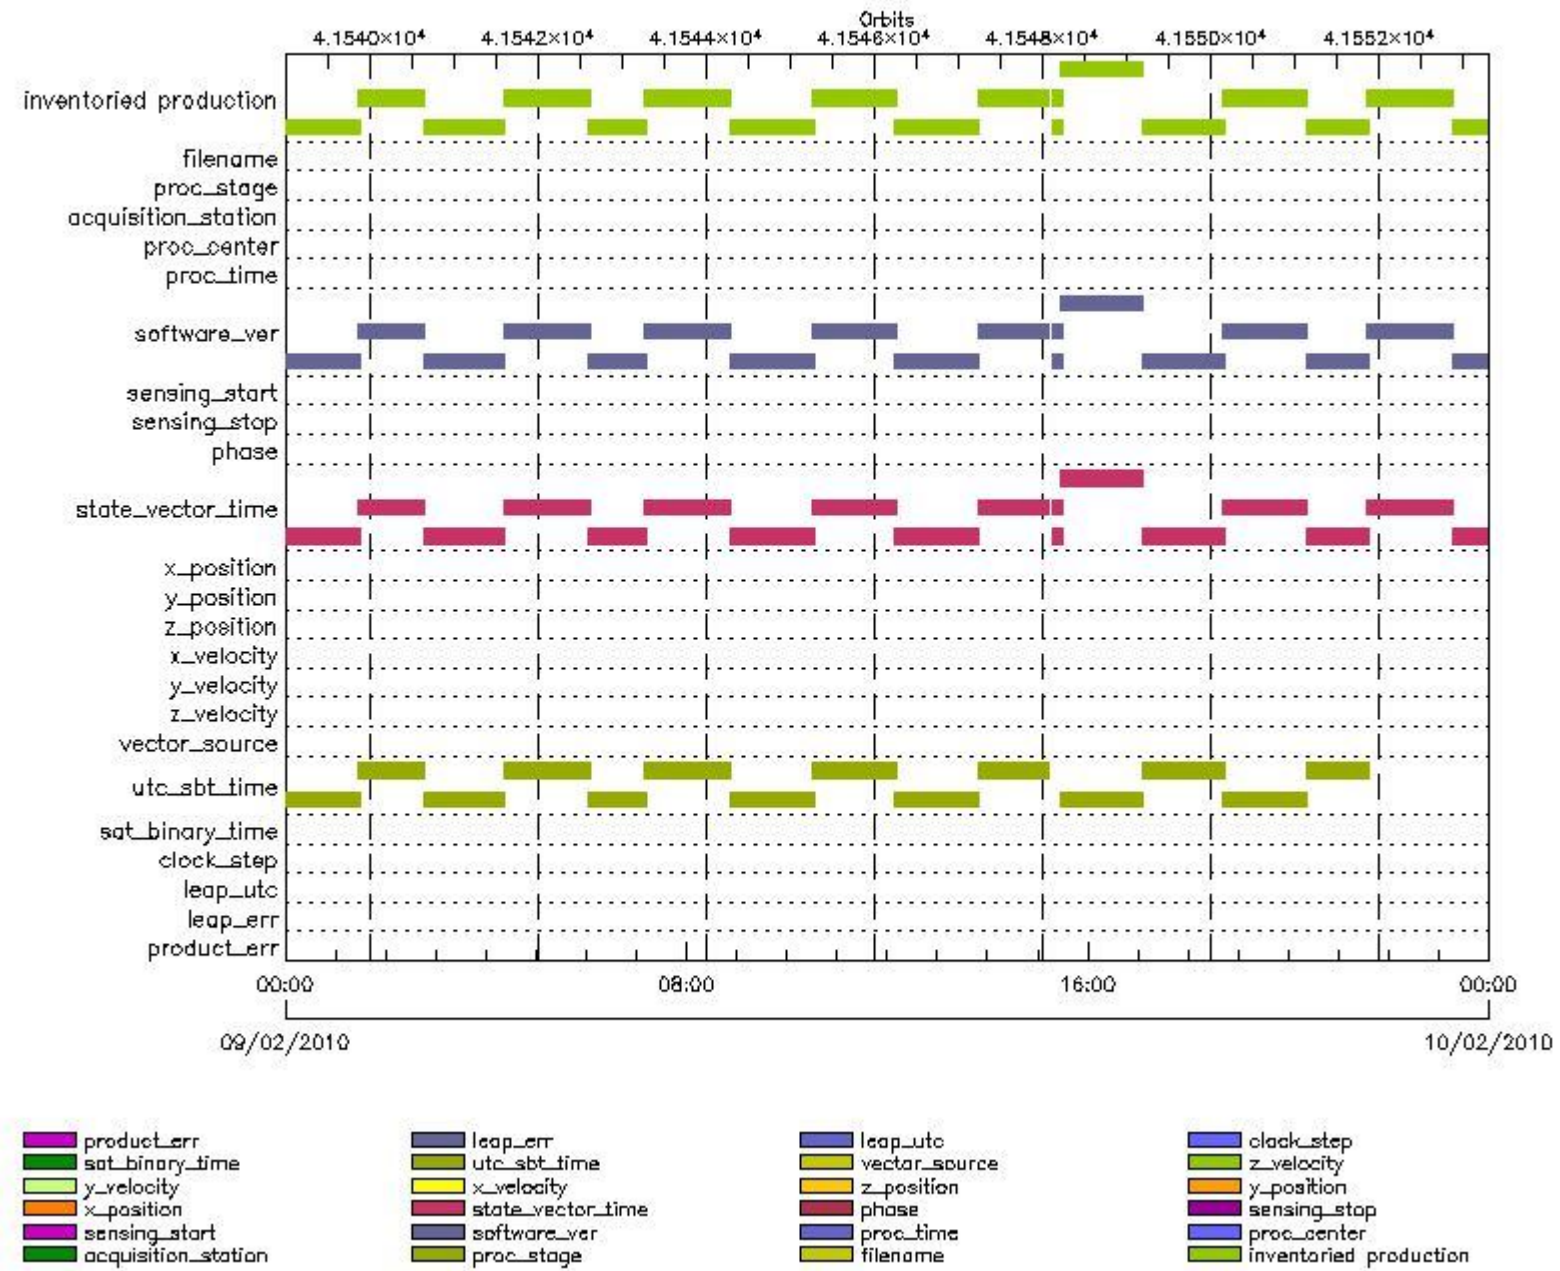 Orbits
4.1540×10⁴ 4.1542×10⁴ 4.1544×10⁴ 4.1546×10⁴ 4.1548×10⁴ 4.1550×10⁴ 4.1552×10⁴
inventoried production
filename
proc_stage
acquisition_station
proc_center
proc_time
software_ver
sensing_start
sensing_stop
phase
state_vector_time
x_position
y_position
z_position
x_velocity
y_velocity
z_velocity
vector_source
utc_sbt_time
sat_binary_time
clock_step
leap_utc
leap_err
product_err
00:00 08:00 16:00 00:00
09/02/2010 10/02/2010
product_err leap_err leap_utc clock_step
sat_binary_time utc_sbt_time vector_source z_velocity
y_velocity x_velocity z_position y_position
x_position state_vector_time phase sensing_stop
sensing_start software_ver proc_time proc_center
acquisition_station proc_stage filename inventoried production